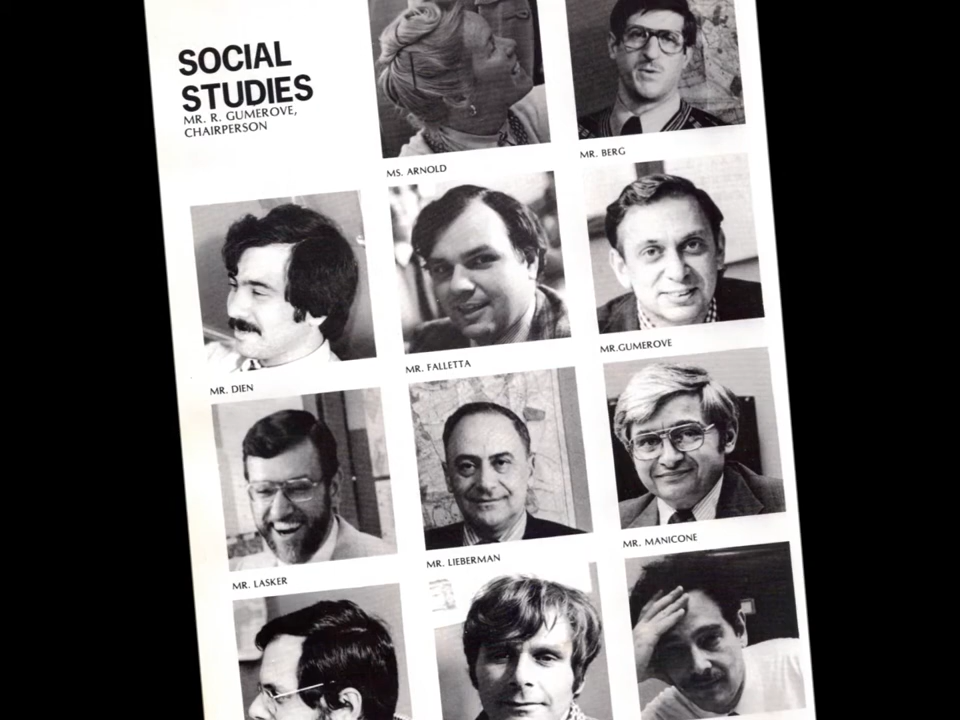 SOCIAL
STUDIES
MR. R. GUMEROVE,
CHAIRPERSON
MS. ARNOLD
MR. BERG
MR. DIEN
MR. FALLETTA
MR.GUMEROVE
MR. LASKER
MR. LIEBERMAN
MR. MANICONE